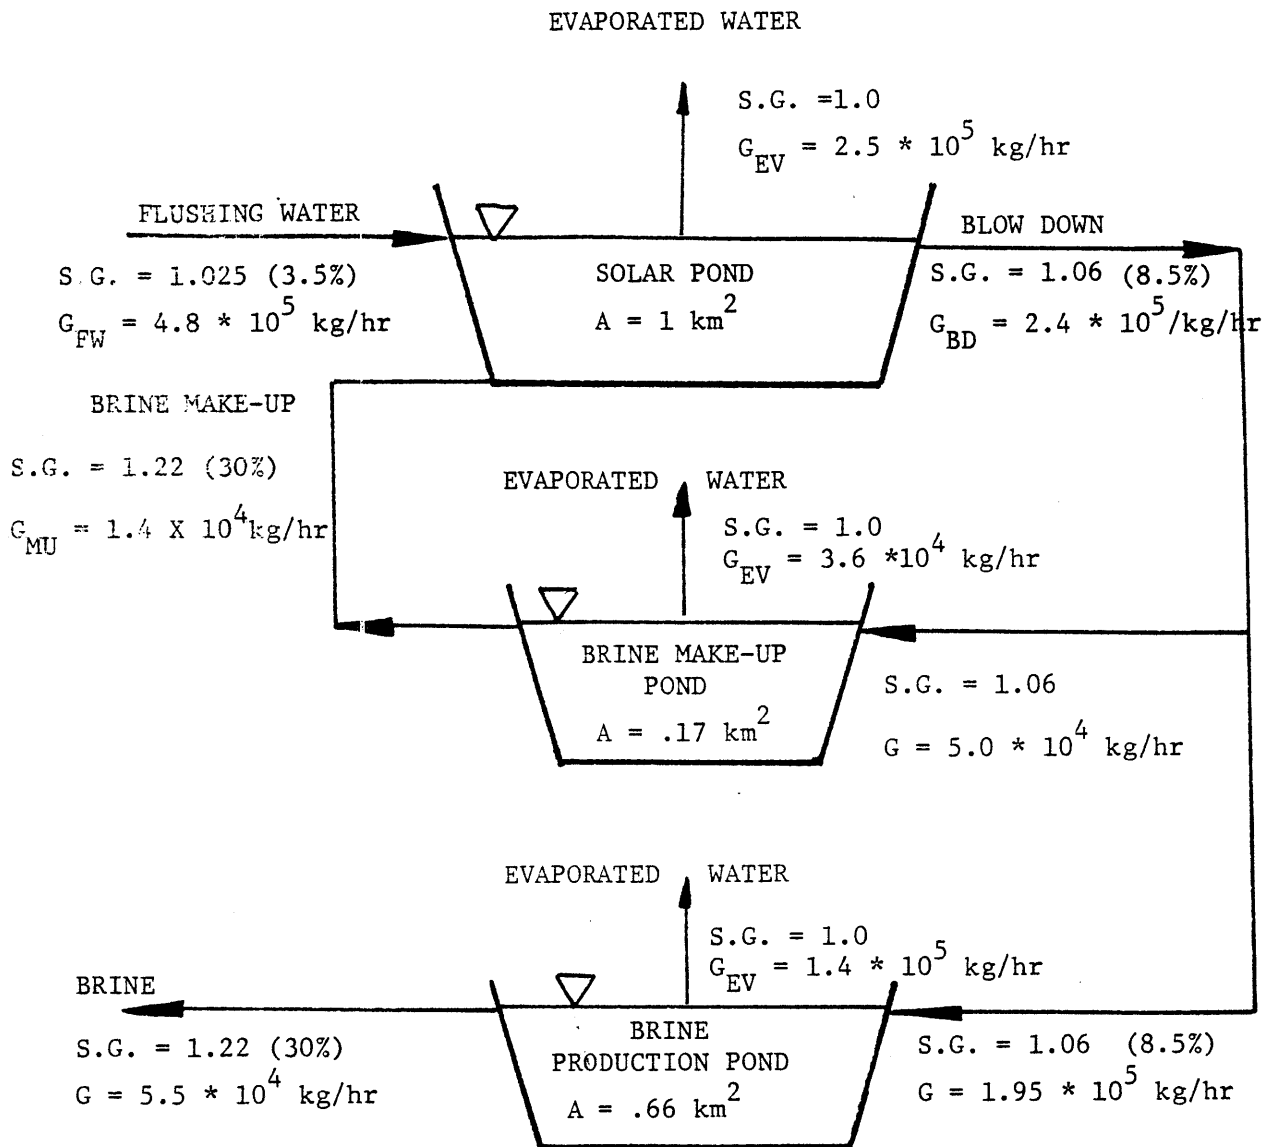 EVAPORATED WATER
S.G. =1.0
G_EV = 2.5 * 10^5 kg/hr
FLUSHING WATER
S.G. = 1.025 (3.5%)
G_FW = 4.8 * 10^5 kg/hr
SOLAR POND
A = 1 km^2
BLOW DOWN
S.G. = 1.06 (8.5%)
G_BD = 2.4 * 10^5/kg/hr
BRINE MAKE-UP
S.G. = 1.22 (30%)
G_MU = 1.4 X 10^4kg/hr
EVAPORATED WATER
S.G. = 1.0
G_EV = 3.6 *10^4 kg/hr
BRINE MAKE-UP
POND
A = .17 km^2
S.G. = 1.06
G = 5.0 * 10^4 kg/hr
EVAPORATED WATER
S.G. = 1.0
G_EV = 1.4 * 10^5 kg/hr
BRINE
S.G. = 1.22 (30%)
G = 5.5 * 10^4 kg/hr
BRINE
PRODUCTION POND
A = .66 km^2
S.G. = 1.06 (8.5%)
G = 1.95 * 10^5 kg/hr